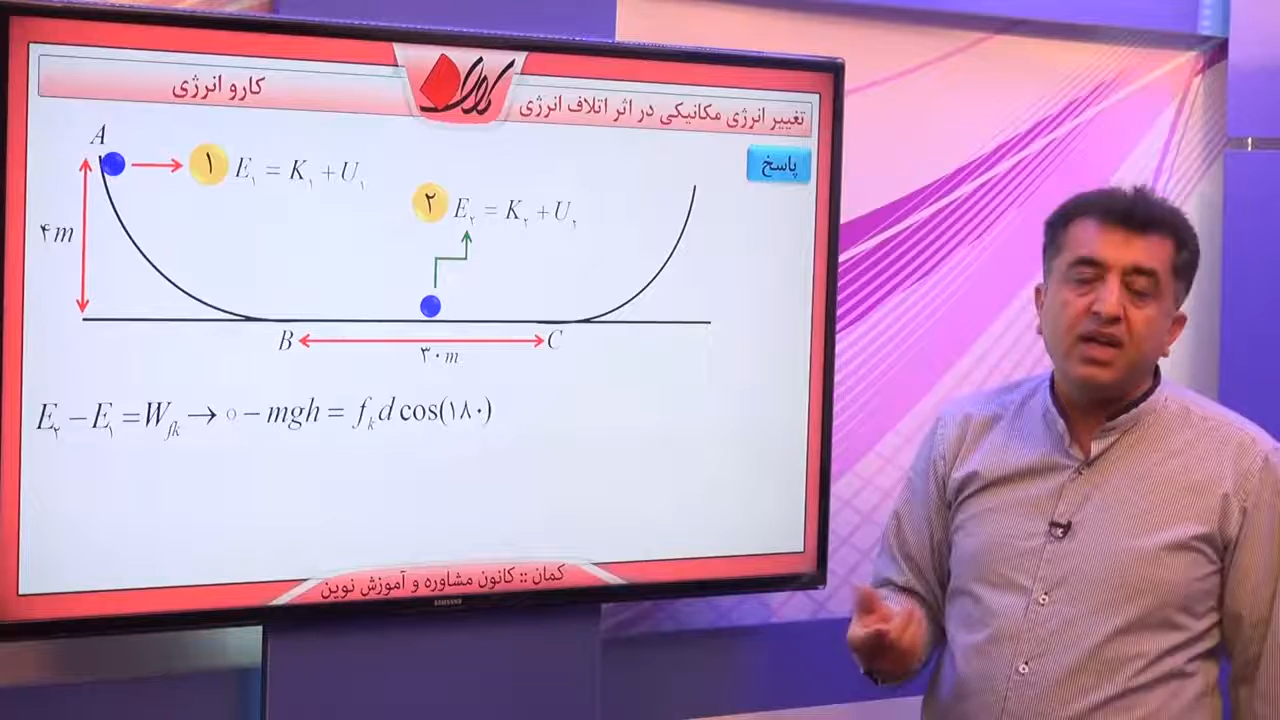 کار و انرژی
تغییر انرژی مکانیکی در اثر اتلاف انرژی
پاسخ
A
۱ E₁ = K₁ + U₁
۲ E₂ = K₂ + U₂
۴m
B
C
۳۰m
E₂ − E₁ = W_fk → ۰ − mgh = f_k d cos(۱۸۰)
کمان :: کانون مشاوره و آموزش نوین
SAMSUNG